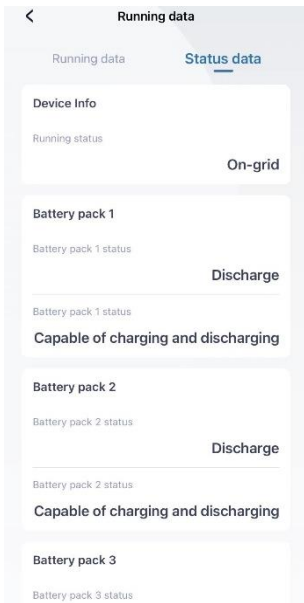 Running data
Running data Status data
Device Info
Running status
On-grid
Battery pack 1
Battery pack 1 status
Discharge
Battery pack 1 status
Capable of charging and discharging
Battery pack 2
Battery pack 2 status
Discharge
Battery pack 2 status
Capable of charging and discharging
Battery pack 3
Battery pack 3 status